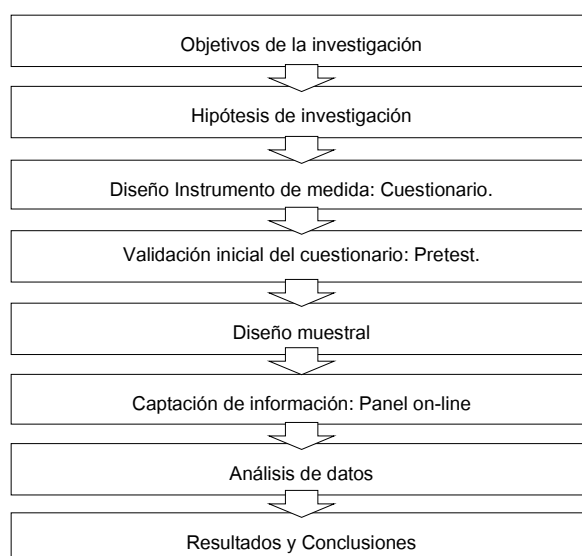 Objetivos de la investigación
Hipótesis de investigación
Diseño Instrumento de medida: Cuestionario.
Validación inicial del cuestionario: Pretest.
Diseño muestral
Captación de información: Panel on-line
Análisis de datos
Resultados y Conclusiones